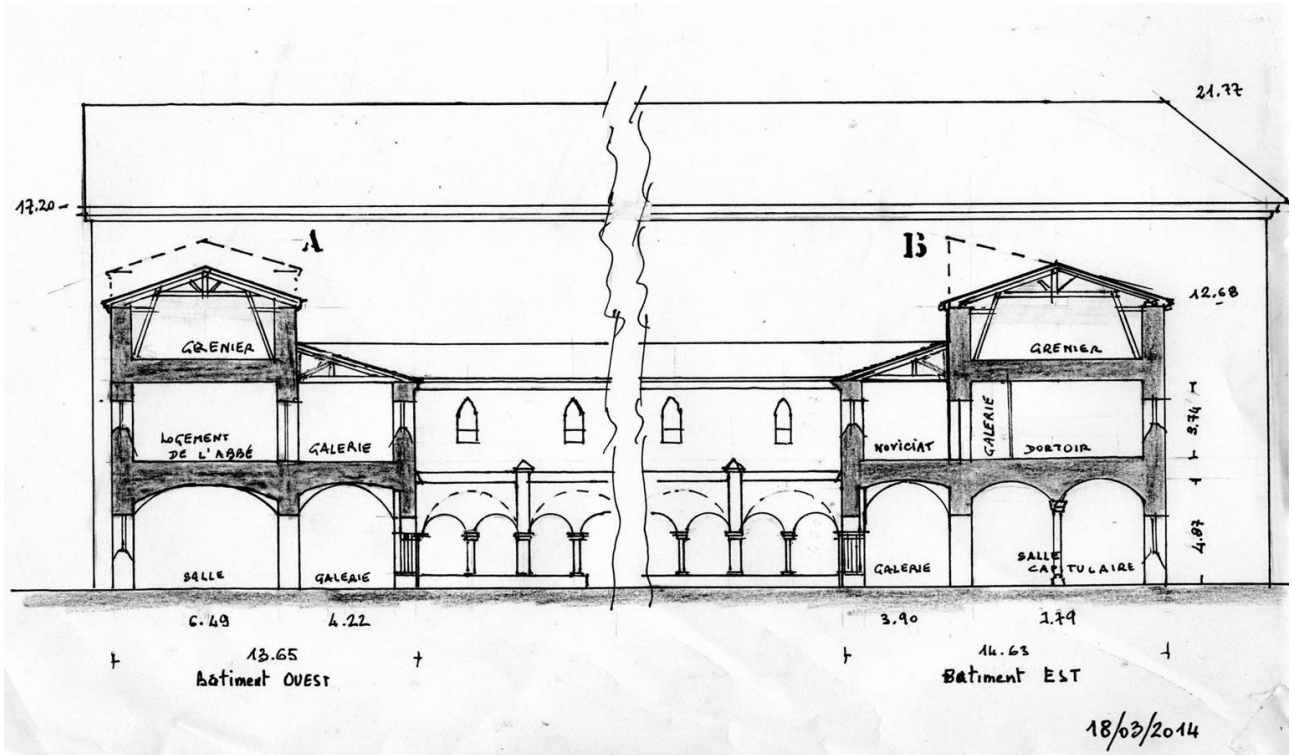 21.77
17.20
A
B
12.68
GRENIER
GRENIER
LOGEMENT
DE L'ABBÉ
GALERIE
NOVICIAT
GALERIE
DORTOIR
3.74
SALLE
GALERIE
GALERIE
SALLE
CAPITULAIRE
4.87
6.49
4.22
3.90
7.79
13.65
14.63
Bâtiment OUEST
Bâtiment EST
18/03/2014